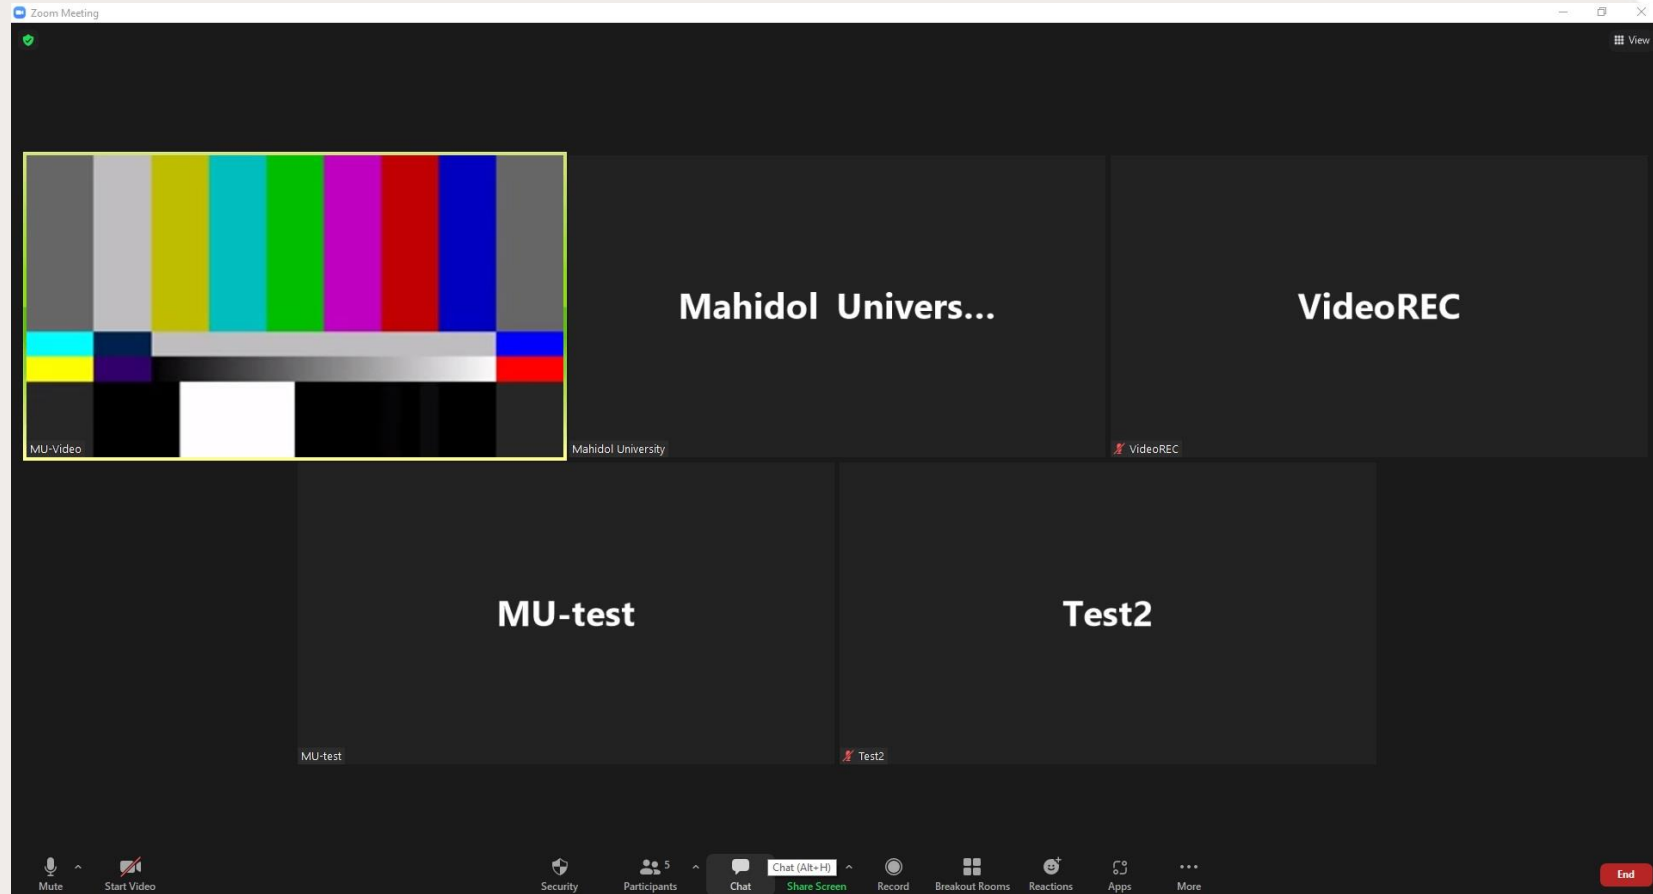 Zoom Meeting
View
MU-Video
Mahidol Univers...
Mahidol University
VideoREC
VideoREC
MU-test
MU-test
Test2
Test2
Mute
Start Video
Security
5
Participants
Chat
Chat (Alt+H)
Share Screen
Record
Breakout Rooms
Reactions
Apps
More
End